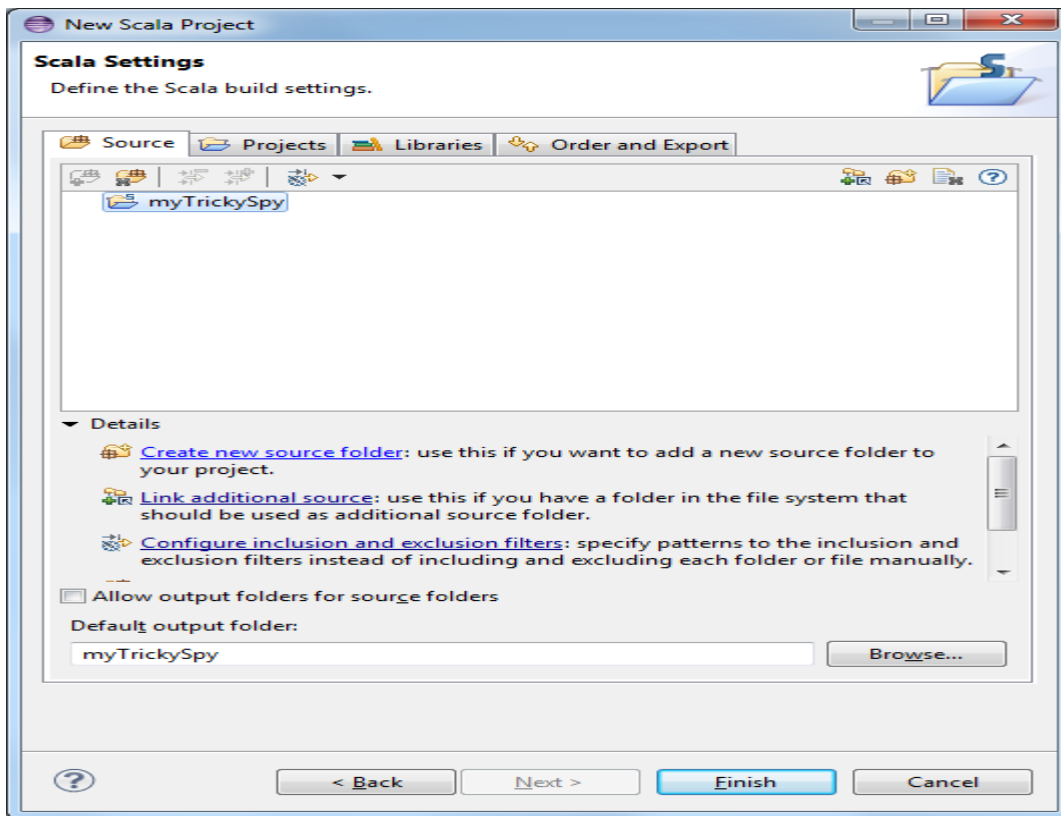 New Scala Project
Scala Settings
Define the Scala build settings.
Source
Projects
Libraries
Order and Export
myTrickySpy
Details
Create new source folder: use this if you want to add a new source folder to
your project.
Link additional source: use this if you have a folder in the file system that
should be used as additional source folder.
Configure inclusion and exclusion filters: specify patterns to the inclusion and
exclusion filters instead of including and excluding each folder or file manually.
Allow output folders for source folders
Default output folder:
myTrickySpy
Browse...
< Back
Next >
Finish
Cancel